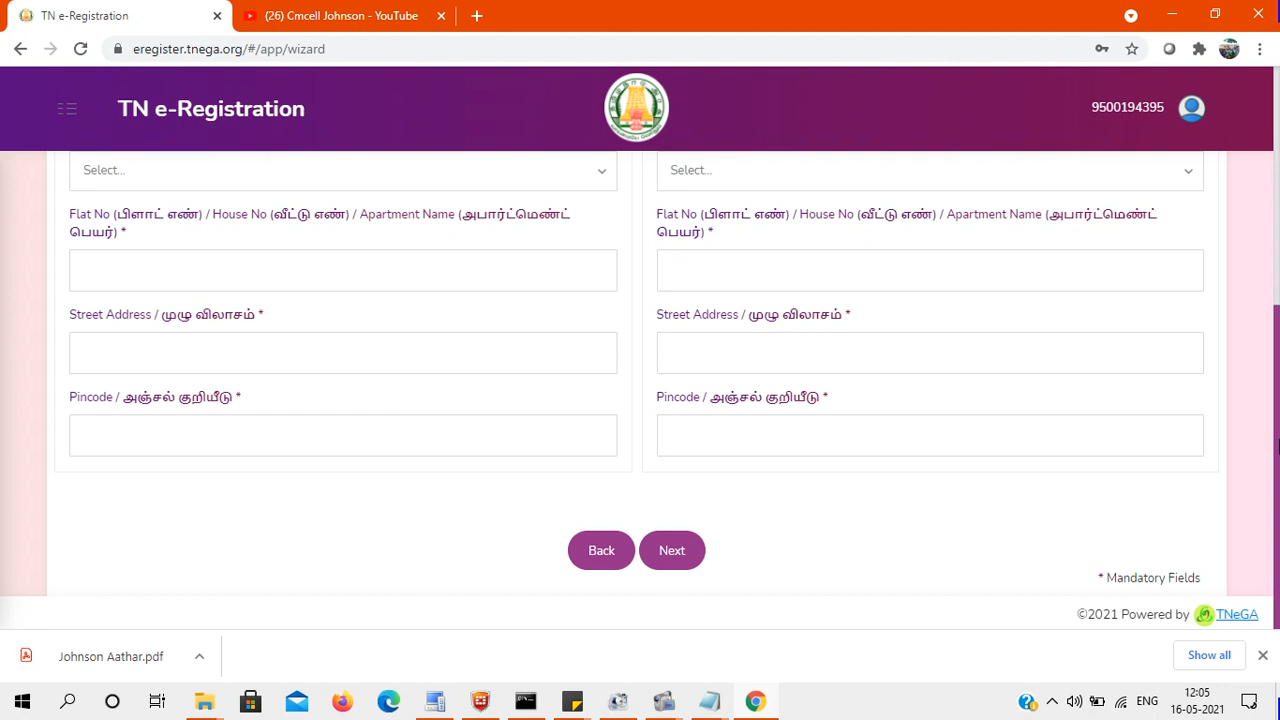 TN e-Registration
(26) Cmcell Johnson - YouTube
eregister.tnega.org/#/app/wizard
TN e-Registration
9500194395
Select...
Select...
Flat No (பிளாட் எண்) / House No (வீட்டு எண்) / Apartment Name (அபார்ட்மெண்ட்
பெயர்) *
Flat No (பிளாட் எண்) / House No (வீட்டு எண்) / Apartment Name (அபார்ட்மெண்ட்
பெயர்) *
Street Address / முழு விலாசம் *
Street Address / முழு விலாசம் *
Pincode / அஞ்சல் குறியீடு *
Pincode / அஞ்சல் குறியீடு *
Back
Next
* Mandatory Fields
©2021 Powered by TNeGA
Johnson Aathar.pdf
Show all
ENG
12:05
16-05-2021